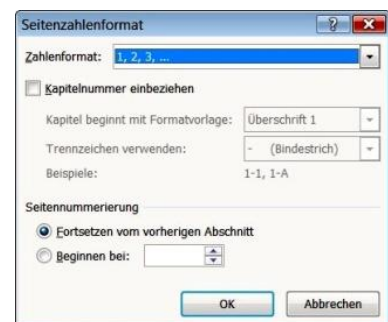 Seitenzahlenformat
Zahlenformat: 1, 2, 3, ...
Kapitelnummer einbeziehen
Kapitel beginnt mit Formatvorlage: Überschrift 1
Trennzeichen verwenden: - (Bindestrich)
Beispiele: 1-1, 1-A
Seitennummerierung
Fortsetzen vom vorherigen Abschnitt
Beginnen bei:
OK Abbrechen